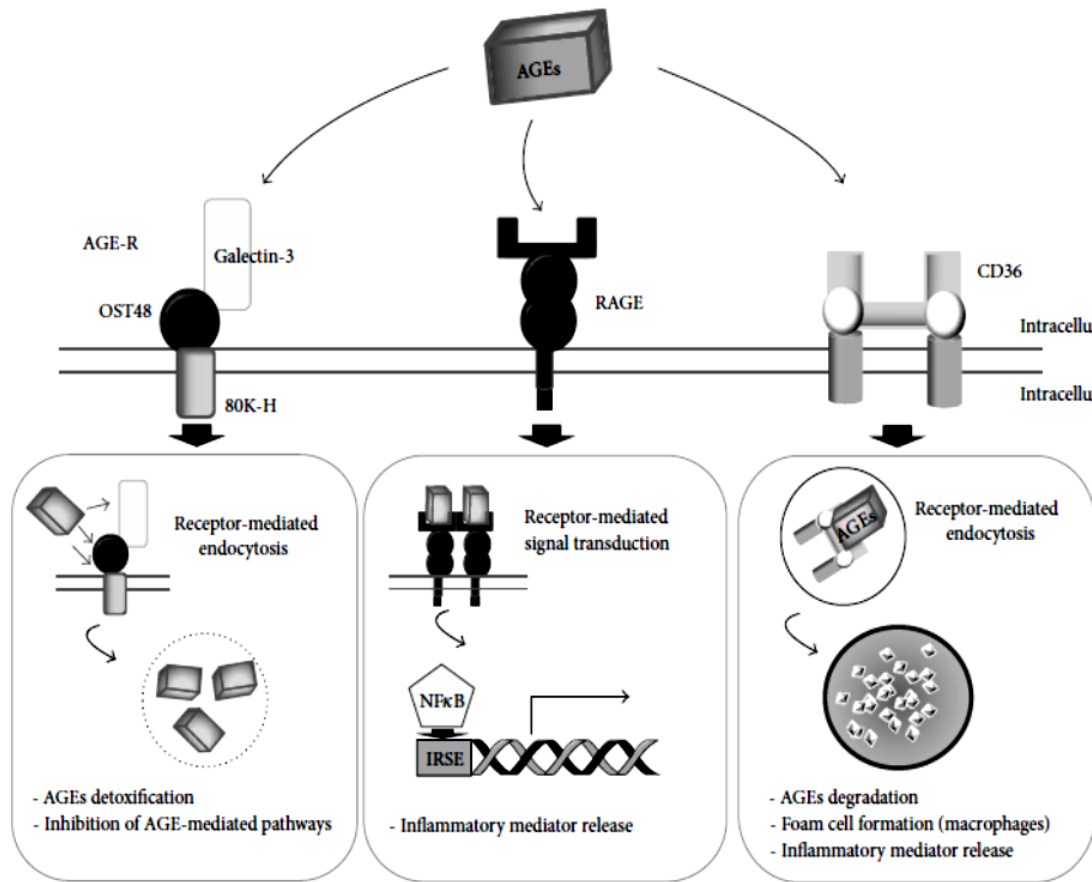 AGEs
AGE-R
Galectin-3
OST48
80K-H
RAGE
CD36
Intracellu
Intracellu
Receptor-mediated
endocytosis
- AGEs detoxification
- Inhibition of AGE-mediated pathways
Receptor-mediated
signal transduction
NFκB
IRSE
- Inflammatory mediator release
AGEs
Receptor-mediated
endocytosis
- AGEs degradation
- Foam cell formation (macrophages)
- Inflammatory mediator release